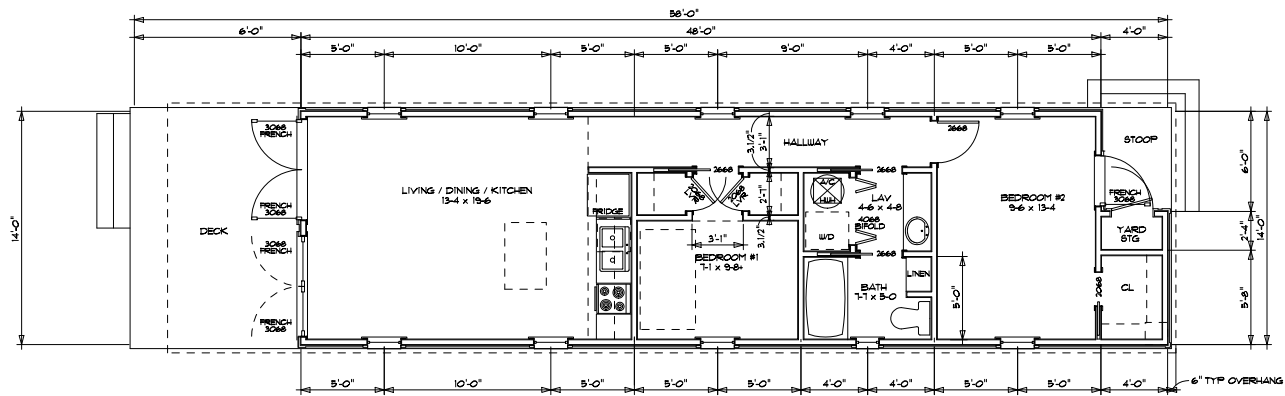 58'-0"
6'-0"
48'-0"
4'-0"
5'-0"
10'-0"
5'-0"
5'-0"
9'-0"
4'-0"
5'-0"
5'-0"
14'-0"
DECK
3068
FRENCH
FRENCH
3068
3068
FRENCH
FRENCH
3068
LIVING / DINING / KITCHEN
13-4 x 19-6
FRIDGE
HALLWAY
3 1/2"
3'-1"
2668
2'-7"
3 1/2"
3'-1"
BEDROOM #1
7-1 x 9-8+
A/C
HWH
W/D
2668
LAV
4-6 x 4-8
4068
BIFOLD
2668
LINEN
BATH
7-7 x 5-0
5'-0"
2668
BEDROOM #2
9-6 x 13-4
STOOP
FRENCH
3068
YARD
STG
2068
CL
6'-0"
2'-4"
5'-8"
14'-0"
5'-0"
10'-0"
5'-0"
5'-0"
5'-0"
4'-0"
4'-0"
5'-0"
5'-0"
4'-0"
6" TYP OVERHANG